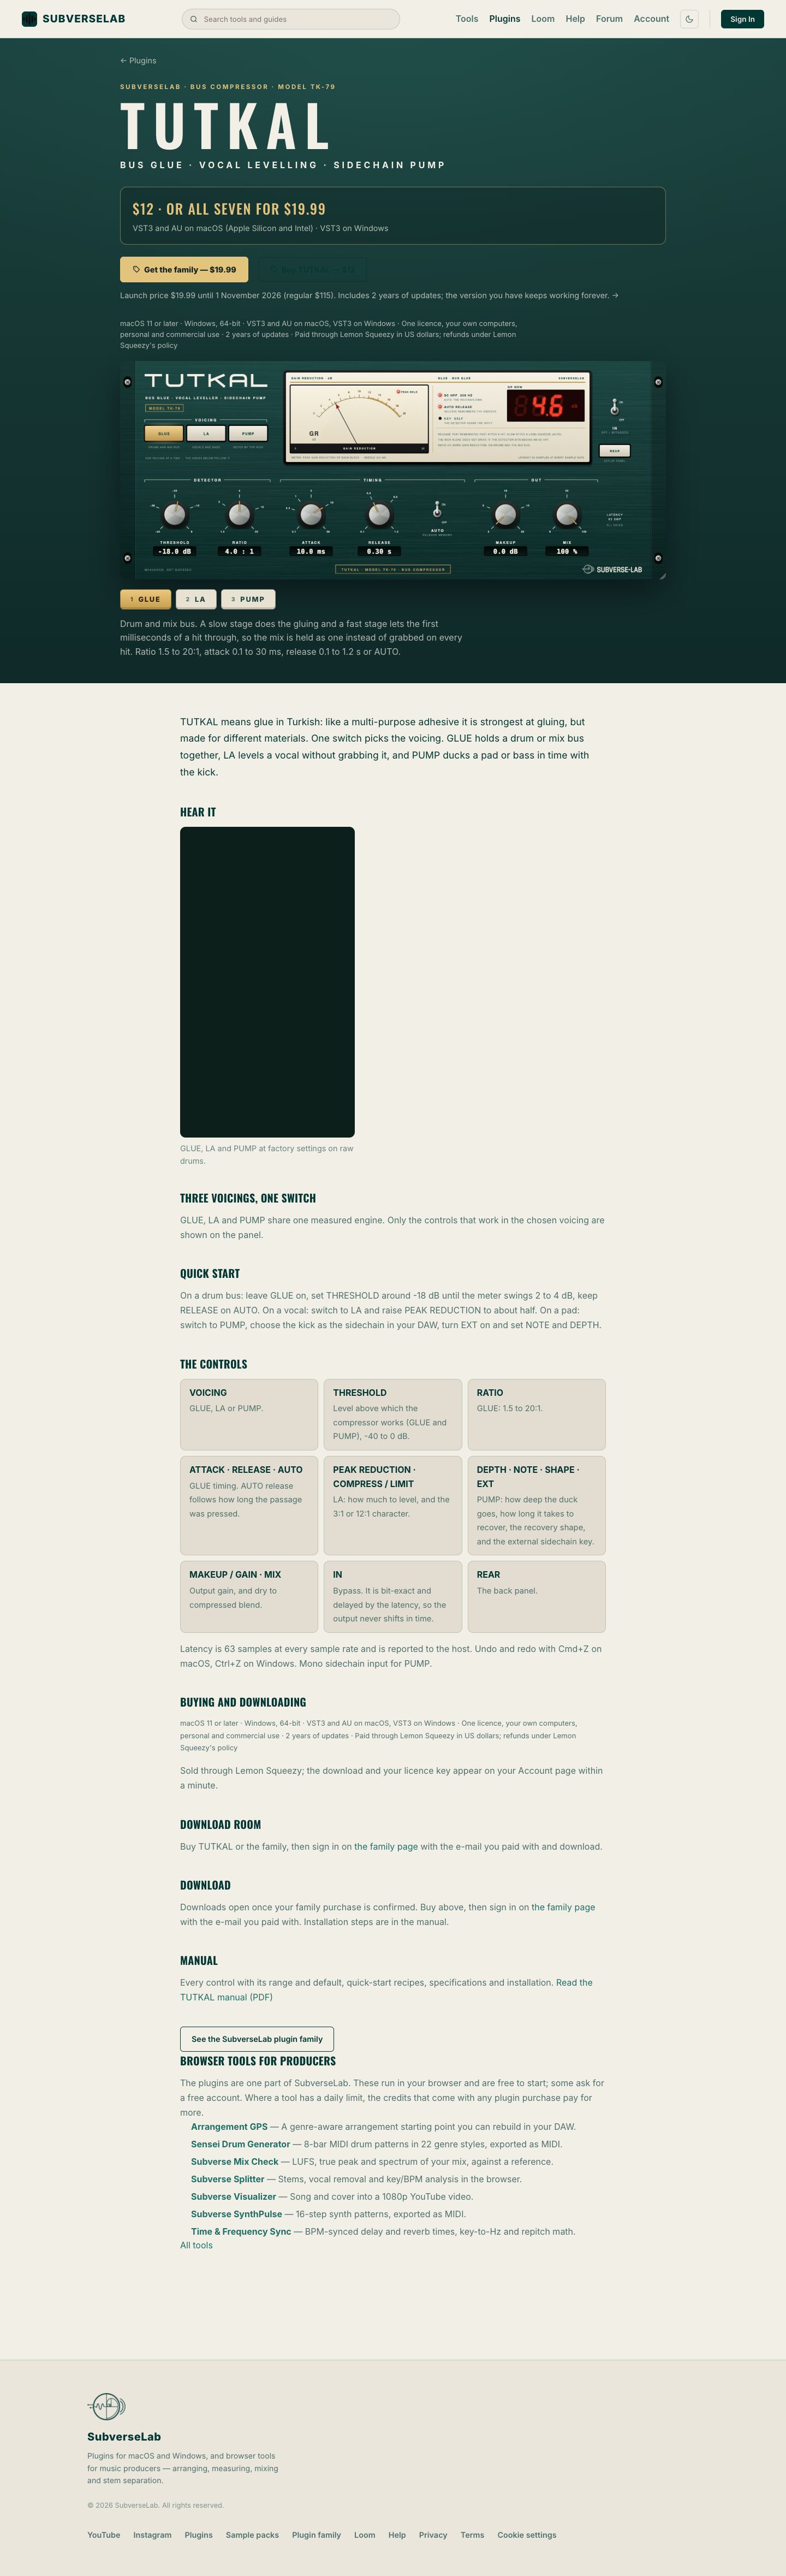 SUBVERSELAB
Search tools and guides
Tools Plugins Loom Help Forum Account
Sign In
← Plugins
SUBVERSELAB · BUS COMPRESSOR · MODEL TK-79
TUTKAL
BUS GLUE · VOCAL LEVELLING · SIDECHAIN PUMP
$12 · OR ALL SEVEN FOR $19.99
VST3 and AU on macOS (Apple Silicon and Intel) · VST3 on Windows
Get the family — $19.99
Launch price $19.99 until 1 November 2026 (regular $115). Includes 2 years of updates; the version you have keeps working forever. →
macOS 11 or later · Windows, 64-bit · VST3 and AU on macOS, VST3 on Windows · One licence, your own computers,
personal and commercial use · 2 years of updates · Paid through Lemon Squeezy in US dollars; refunds under Lemon
Squeezy's policy
TUTKAL
BUS GLUE · VOCAL LEVELLER · SIDECHAIN PUMP
MODEL TK-79
VOICING
GLUE LA PUMP
GR
GAIN REDUCTION
4.6
IN
REAR
DETECTOR TIMING OUT
THRESHOLD RATIO ATTACK RELEASE AUTO MAKEUP MIX
-18.0 dB 4.0 : 1 10.0 ms 0.30 s 0.0 dB 100 %
TUTKAL · MODEL TK-79 · BUS COMPRESSOR
SUBVERSE-LAB
1 GLUE 2 LA 3 PUMP
Drum and mix bus. A slow stage does the gluing and a fast stage lets the first
milliseconds of a hit through, so the mix is held as one instead of grabbed on every
hit. Ratio 1.5 to 20:1, attack 0.1 to 30 ms, release 0.1 to 1.2 s or AUTO.
TUTKAL means glue in Turkish: like a multi-purpose adhesive it is strongest at gluing, but
made for different materials. One switch picks the voicing. GLUE holds a drum or mix bus
together, LA levels a vocal without grabbing it, and PUMP ducks a pad or bass in time with
the kick.
HEAR IT
GLUE, LA and PUMP at factory settings on raw
drums.
THREE VOICINGS, ONE SWITCH
GLUE, LA and PUMP share one measured engine. Only the controls that work in the chosen voicing are
shown on the panel.
QUICK START
On a drum bus: leave GLUE on, set THRESHOLD around -18 dB until the meter swings 2 to 4 dB, keep
RELEASE on AUTO. On a vocal: switch to LA and raise PEAK REDUCTION to about half. On a pad:
switch to PUMP, choose the kick as the sidechain in your DAW, turn EXT on and set NOTE and DEPTH.
THE CONTROLS
VOICING
GLUE, LA or PUMP.
THRESHOLD
Level above which the
compressor works (GLUE and
PUMP), -40 to 0 dB.
RATIO
GLUE: 1.5 to 20:1.
ATTACK · RELEASE · AUTO
GLUE timing. AUTO release
follows how long the passage
was pressed.
PEAK REDUCTION ·
COMPRESS / LIMIT
LA: how much to level, and the
3:1 or 12:1 character.
DEPTH · NOTE · SHAPE ·
EXT
PUMP: how deep the duck
goes, how long it takes to
recover, the recovery shape,
and the external sidechain key.
MAKEUP / GAIN · MIX
Output gain, and dry to
compressed blend.
IN
Bypass. It is bit-exact and
delayed by the latency, so the
output never shifts in time.
REAR
The back panel.
Latency is 63 samples at every sample rate and is reported to the host. Undo and redo with Cmd+Z on
macOS, Ctrl+Z on Windows. Mono sidechain input for PUMP.
BUYING AND DOWNLOADING
macOS 11 or later · Windows, 64-bit · VST3 and AU on macOS, VST3 on Windows · One licence, your own computers,
personal and commercial use · 2 years of updates · Paid through Lemon Squeezy in US dollars; refunds under Lemon
Squeezy's policy
Sold through Lemon Squeezy; the download and your licence key appear on your Account page within
a minute.
DOWNLOAD ROOM
Buy TUTKAL or the family, then sign in on the family page with the e-mail you paid with and download.
DOWNLOAD
Downloads open once your family purchase is confirmed. Buy above, then sign in on the family page
with the e-mail you paid with. Installation steps are in the manual.
MANUAL
Every control with its range and default, quick-start recipes, specifications and installation. Read the
TUTKAL manual (PDF)
See the SubverseLab plugin family
BROWSER TOOLS FOR PRODUCERS
The plugins are one part of SubverseLab. These run in your browser and are free to start; some ask for
a free account. Where a tool has a daily limit, the credits that come with any plugin purchase pay for
more.
Arrangement GPS — A genre-aware arrangement starting point you can rebuild in your DAW.
Sensei Drum Generator — 8-bar MIDI drum patterns in 22 genre styles, exported as MIDI.
Subverse Mix Check — LUFS, true peak and spectrum of your mix, against a reference.
Subverse Splitter — Stems, vocal removal and key/BPM analysis in the browser.
Subverse Visualizer — Song and cover into a 1080p YouTube video.
Subverse SynthPulse — 16-step synth patterns, exported as MIDI.
Time & Frequency Sync — BPM-synced delay and reverb times, key-to-Hz and repitch math.
All tools
SubverseLab
Plugins for macOS and Windows, and browser tools
for music producers — arranging, measuring, mixing
and stem separation.
© 2026 SubverseLab. All rights reserved.
YouTube Instagram Plugins Sample packs Plugin family Loom Help Privacy Terms Cookie settings